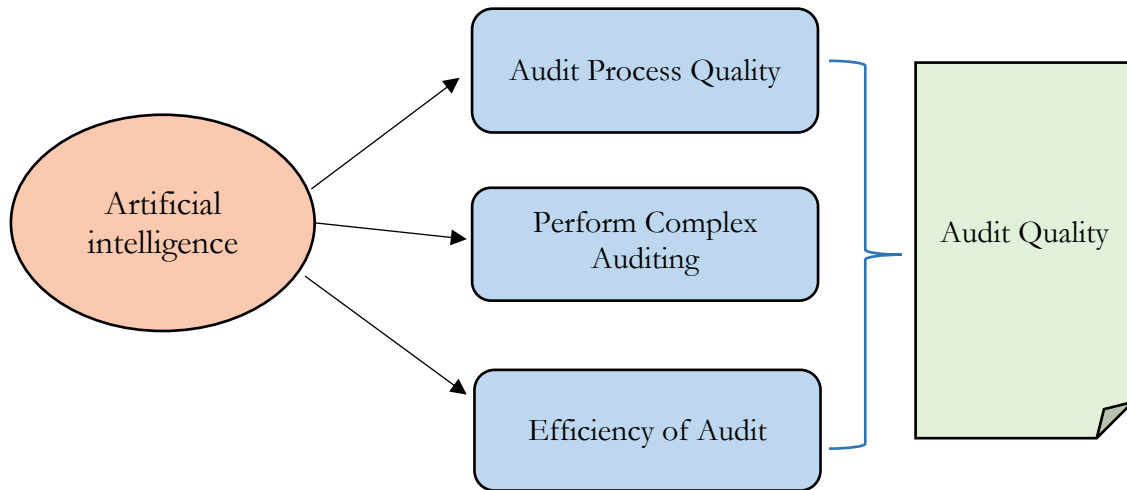 Artificial
intelligence
Audit Process Quality
Perform Complex
Auditing
Efficiency of Audit
Audit Quality